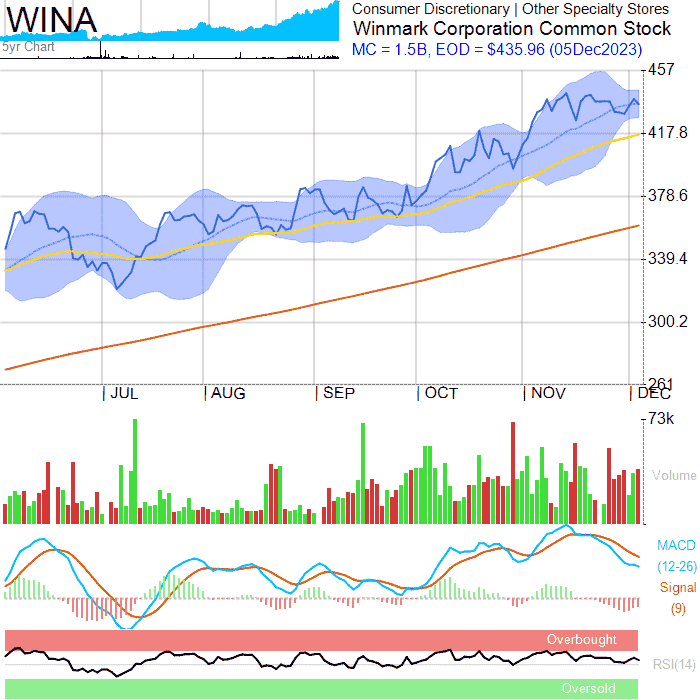 WINA
5yr Chart
Consumer Discretionary | Other Specialty Stores
Winmark Corporation Common Stock
MC = 1.5B, EOD = $435.96 (05Dec2023)
457
417.8
378.6
339.4
300.2
261
| JUL
| AUG
| SEP
| OCT
| NOV
| DEC
73k
Volume
MACD
(12-26)
Signal
(9)
Overbought
RSI(14)
Oversold